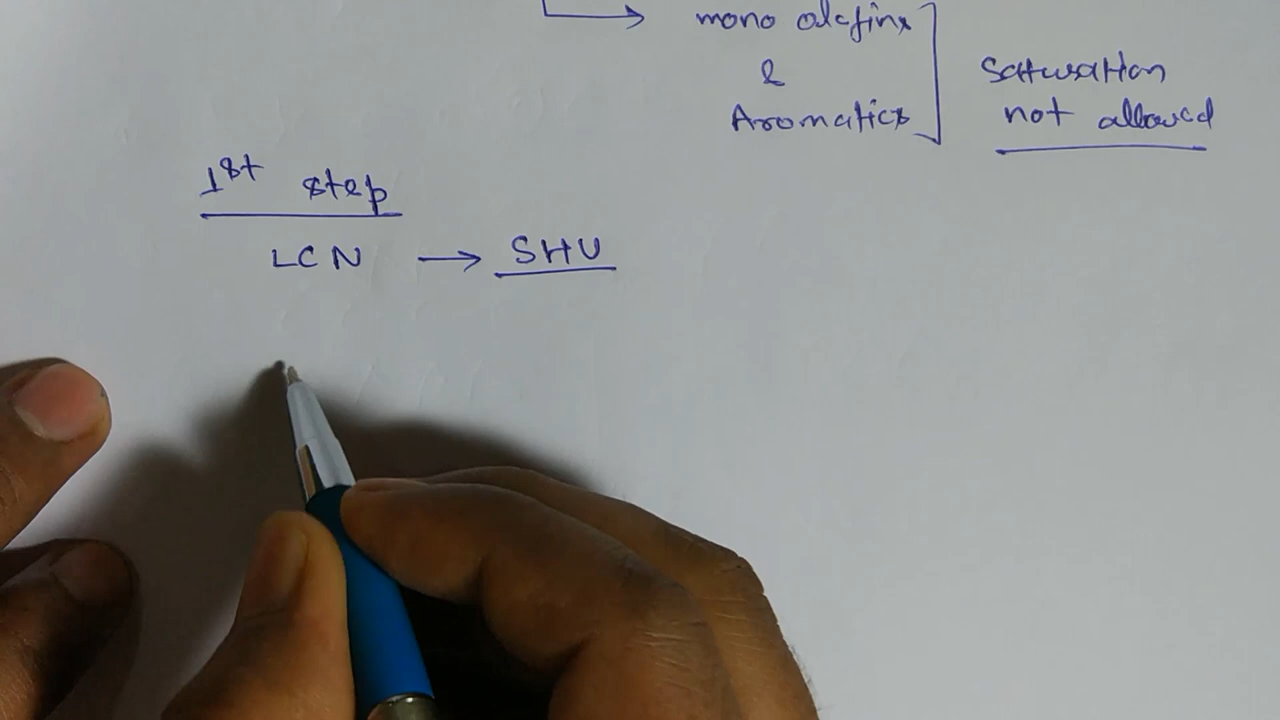 mono olefins
&
Aromatics
Saturation
not allowed
1st step
LCN → SHU